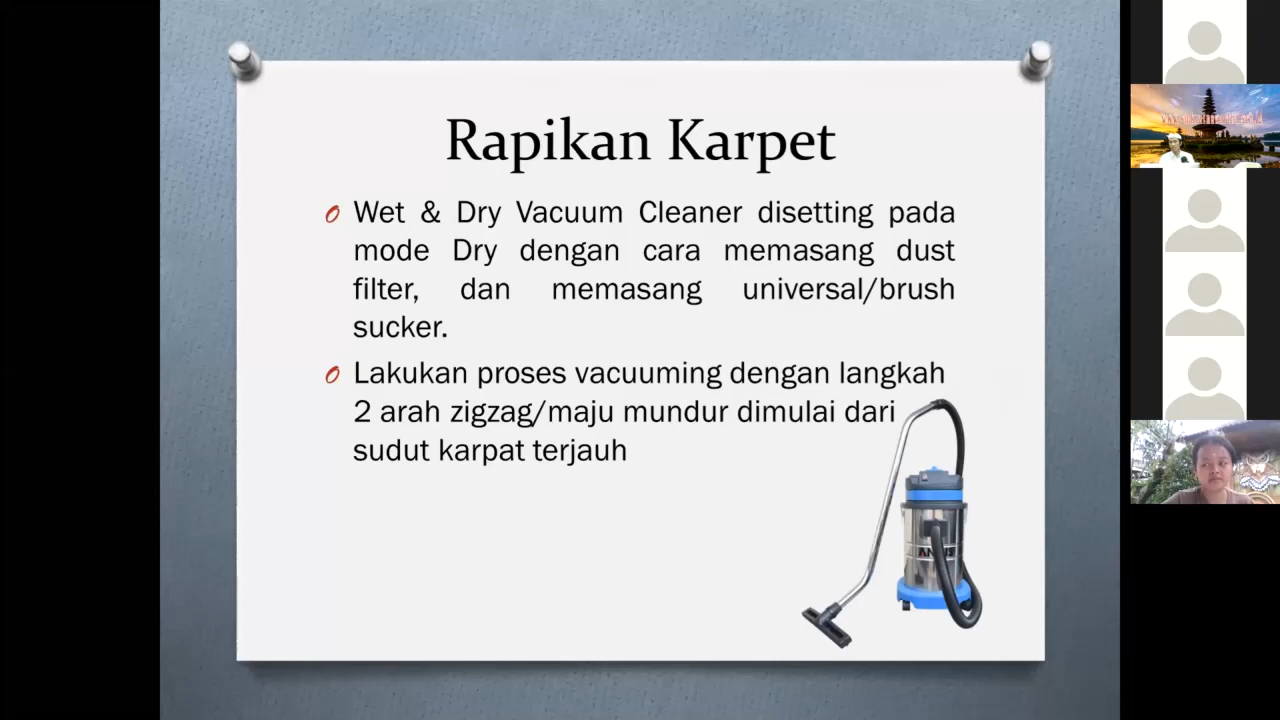 Rapikan Karpet
Wet & Dry Vacuum Cleaner disetting pada
mode Dry dengan cara memasang dust
filter, dan memasang universal/brush
sucker.
Lakukan proses vacuuming dengan langkah
2 arah zigzag/maju mundur dimulai dari
sudut karpat terjauh